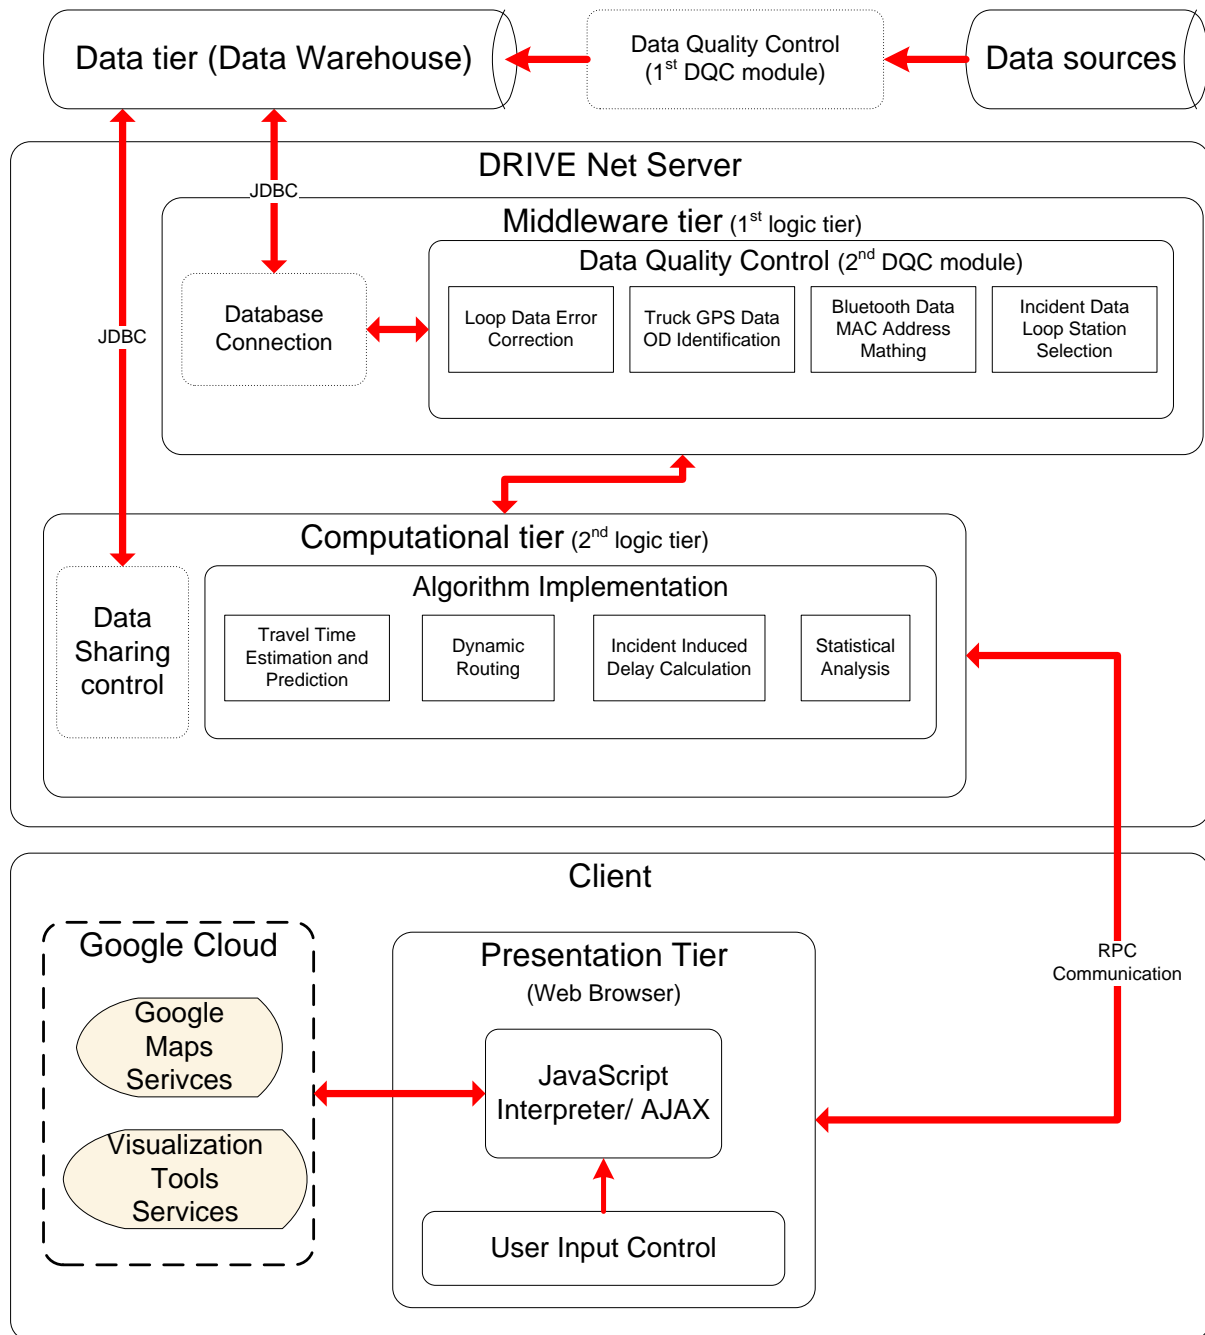 Data tier (Data Warehouse)
Data Quality Control
(1st DQC module)
Data sources
DRIVE Net Server
JDBC
Middleware tier (1st logic tier)
Data Quality Control (2nd DQC module)
Database
Connection
Loop Data Error
Correction
Truck GPS Data
OD Identification
Bluetooth Data
MAC Address
Mathing
Incident Data
Loop Station
Selection
JDBC
Computational tier (2nd logic tier)
Data
Sharing
control
Algorithm Implementation
Travel Time
Estimation and
Prediction
Dynamic
Routing
Incident Induced
Delay Calculation
Statistical
Analysis
Client
Google Cloud
Google
Maps
Serivces
Visualization
Tools
Services
Presentation Tier
(Web Browser)
JavaScript
Interpreter/ AJAX
User Input Control
RPC
Communication